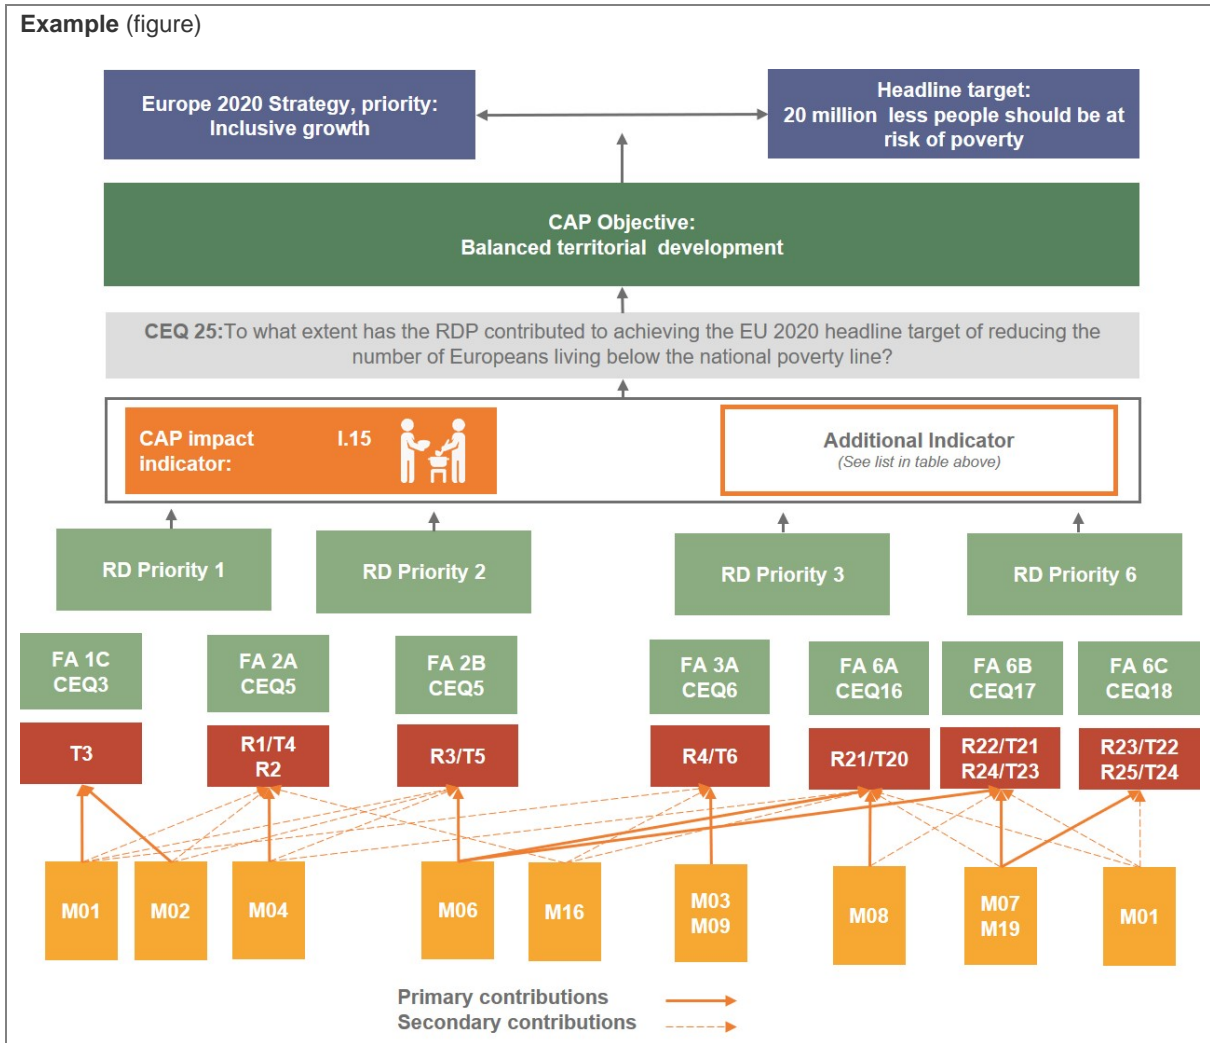 Example (figure)
Europe 2020 Strategy, priority:
Inclusive growth
Headline target:
20 million  less people should be at
risk of poverty
CAP Objective:
Balanced territorial  development
CEQ 25:To what extent has the RDP contributed to achieving the EU 2020 headline target of reducing the
number of Europeans living below the national poverty line?
CAP impact
indicator:
I.15
Additional Indicator
(See list in table above)
RD Priority 1
RD Priority 2
RD Priority 3
RD Priority 6
FA 1C
CEQ3
FA 2A
CEQ5
FA 2B
CEQ5
FA 3A
CEQ6
FA 6A
CEQ16
FA 6B
CEQ17
FA 6C
CEQ18
T3
R1/T4
R2
R3/T5
R4/T6
R21/T20
R22/T21
R24/T23
R23/T22
R25/T24
M01
M02
M04
M06
M16
M03
M09
M08
M07
M19
M01
Primary contributions
Secondary contributions